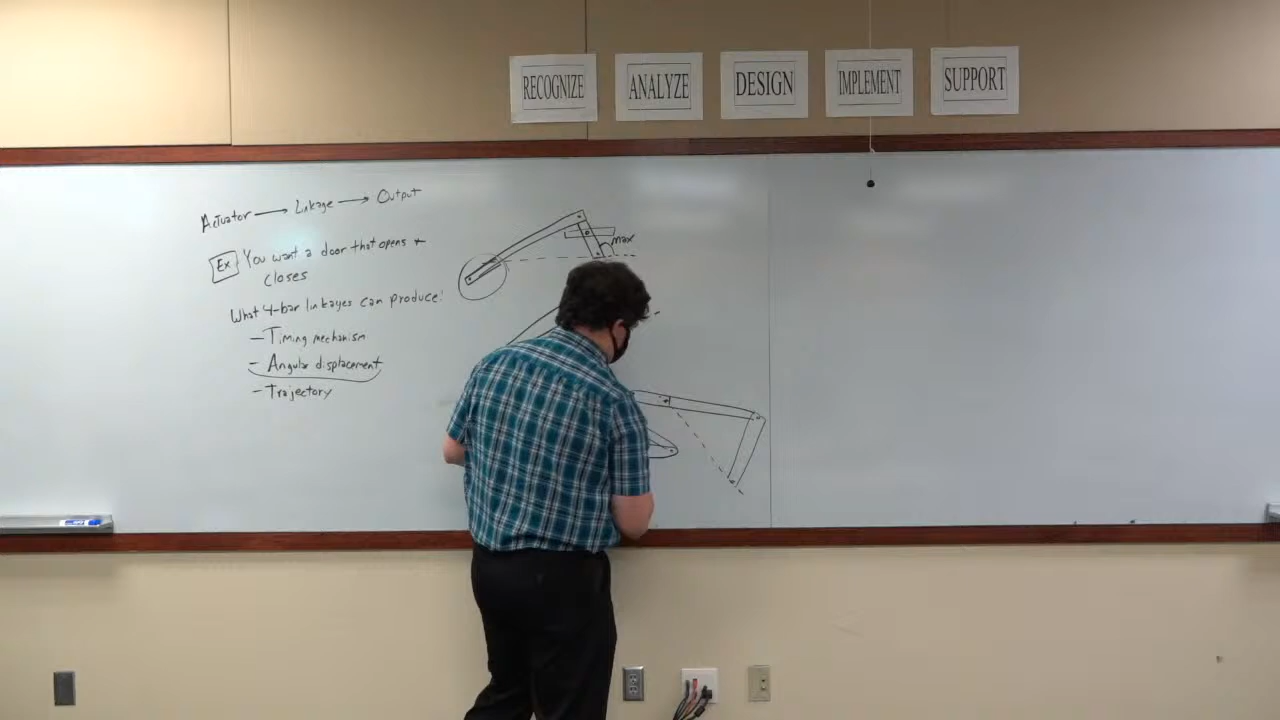 RECOGNIZE
ANALYZE
DESIGN
IMPLEMENT
SUPPORT
Actuator → Linkage → Output
Ex You want a door that opens +
closes
What 4-bar linkages can produce:
- Timing mechanism
- Angular displacement
- Trajectory
max